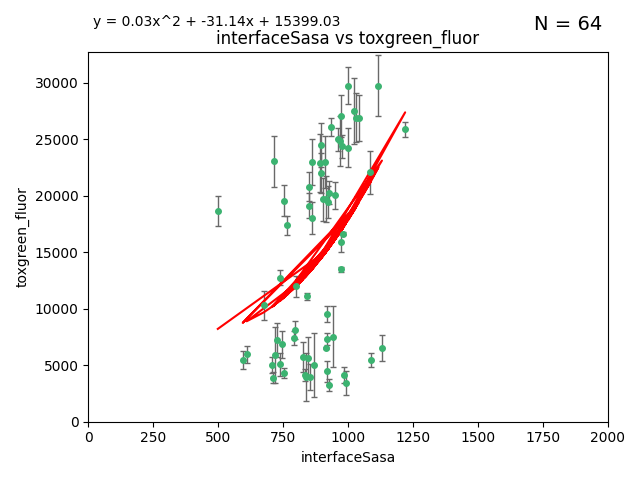 y = 0.03x^2 + -31.14x + 15399.03
N = 64
interfaceSasa vs toxgreen_fluor
toxgreen_fluor
30000
25000
20000
15000
10000
5000
0
0 250 500 750 1000 1250 1500 1750 2000
interfaceSasa